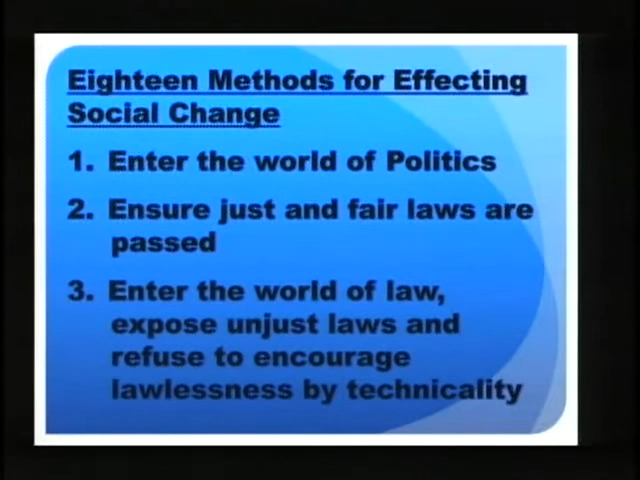 Eighteen Methods for Effecting
Social Change
1. Enter the world of Politics
2. Ensure just and fair laws are
passed
3. Enter the world of law,
expose unjust laws and
refuse to encourage
lawlessness by technicality